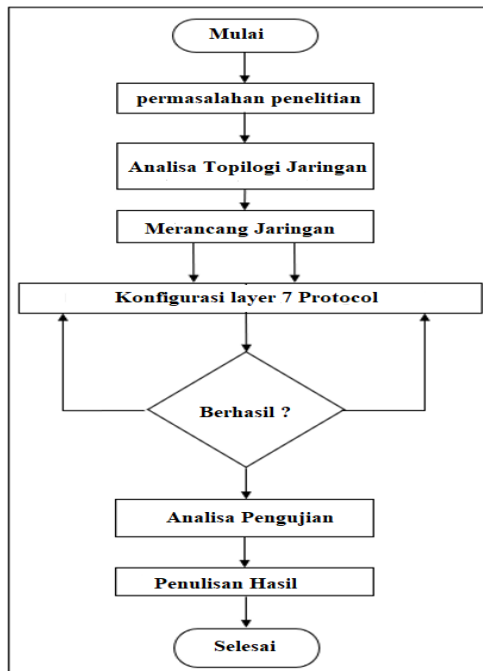 Mulai
permasalahan penelitian
Analisa Topilogi Jaringan
Merancang Jaringan
Konfigurasi layer 7 Protocol
Berhasil ?
Analisa Pengujian
Penulisan Hasil
Selesai